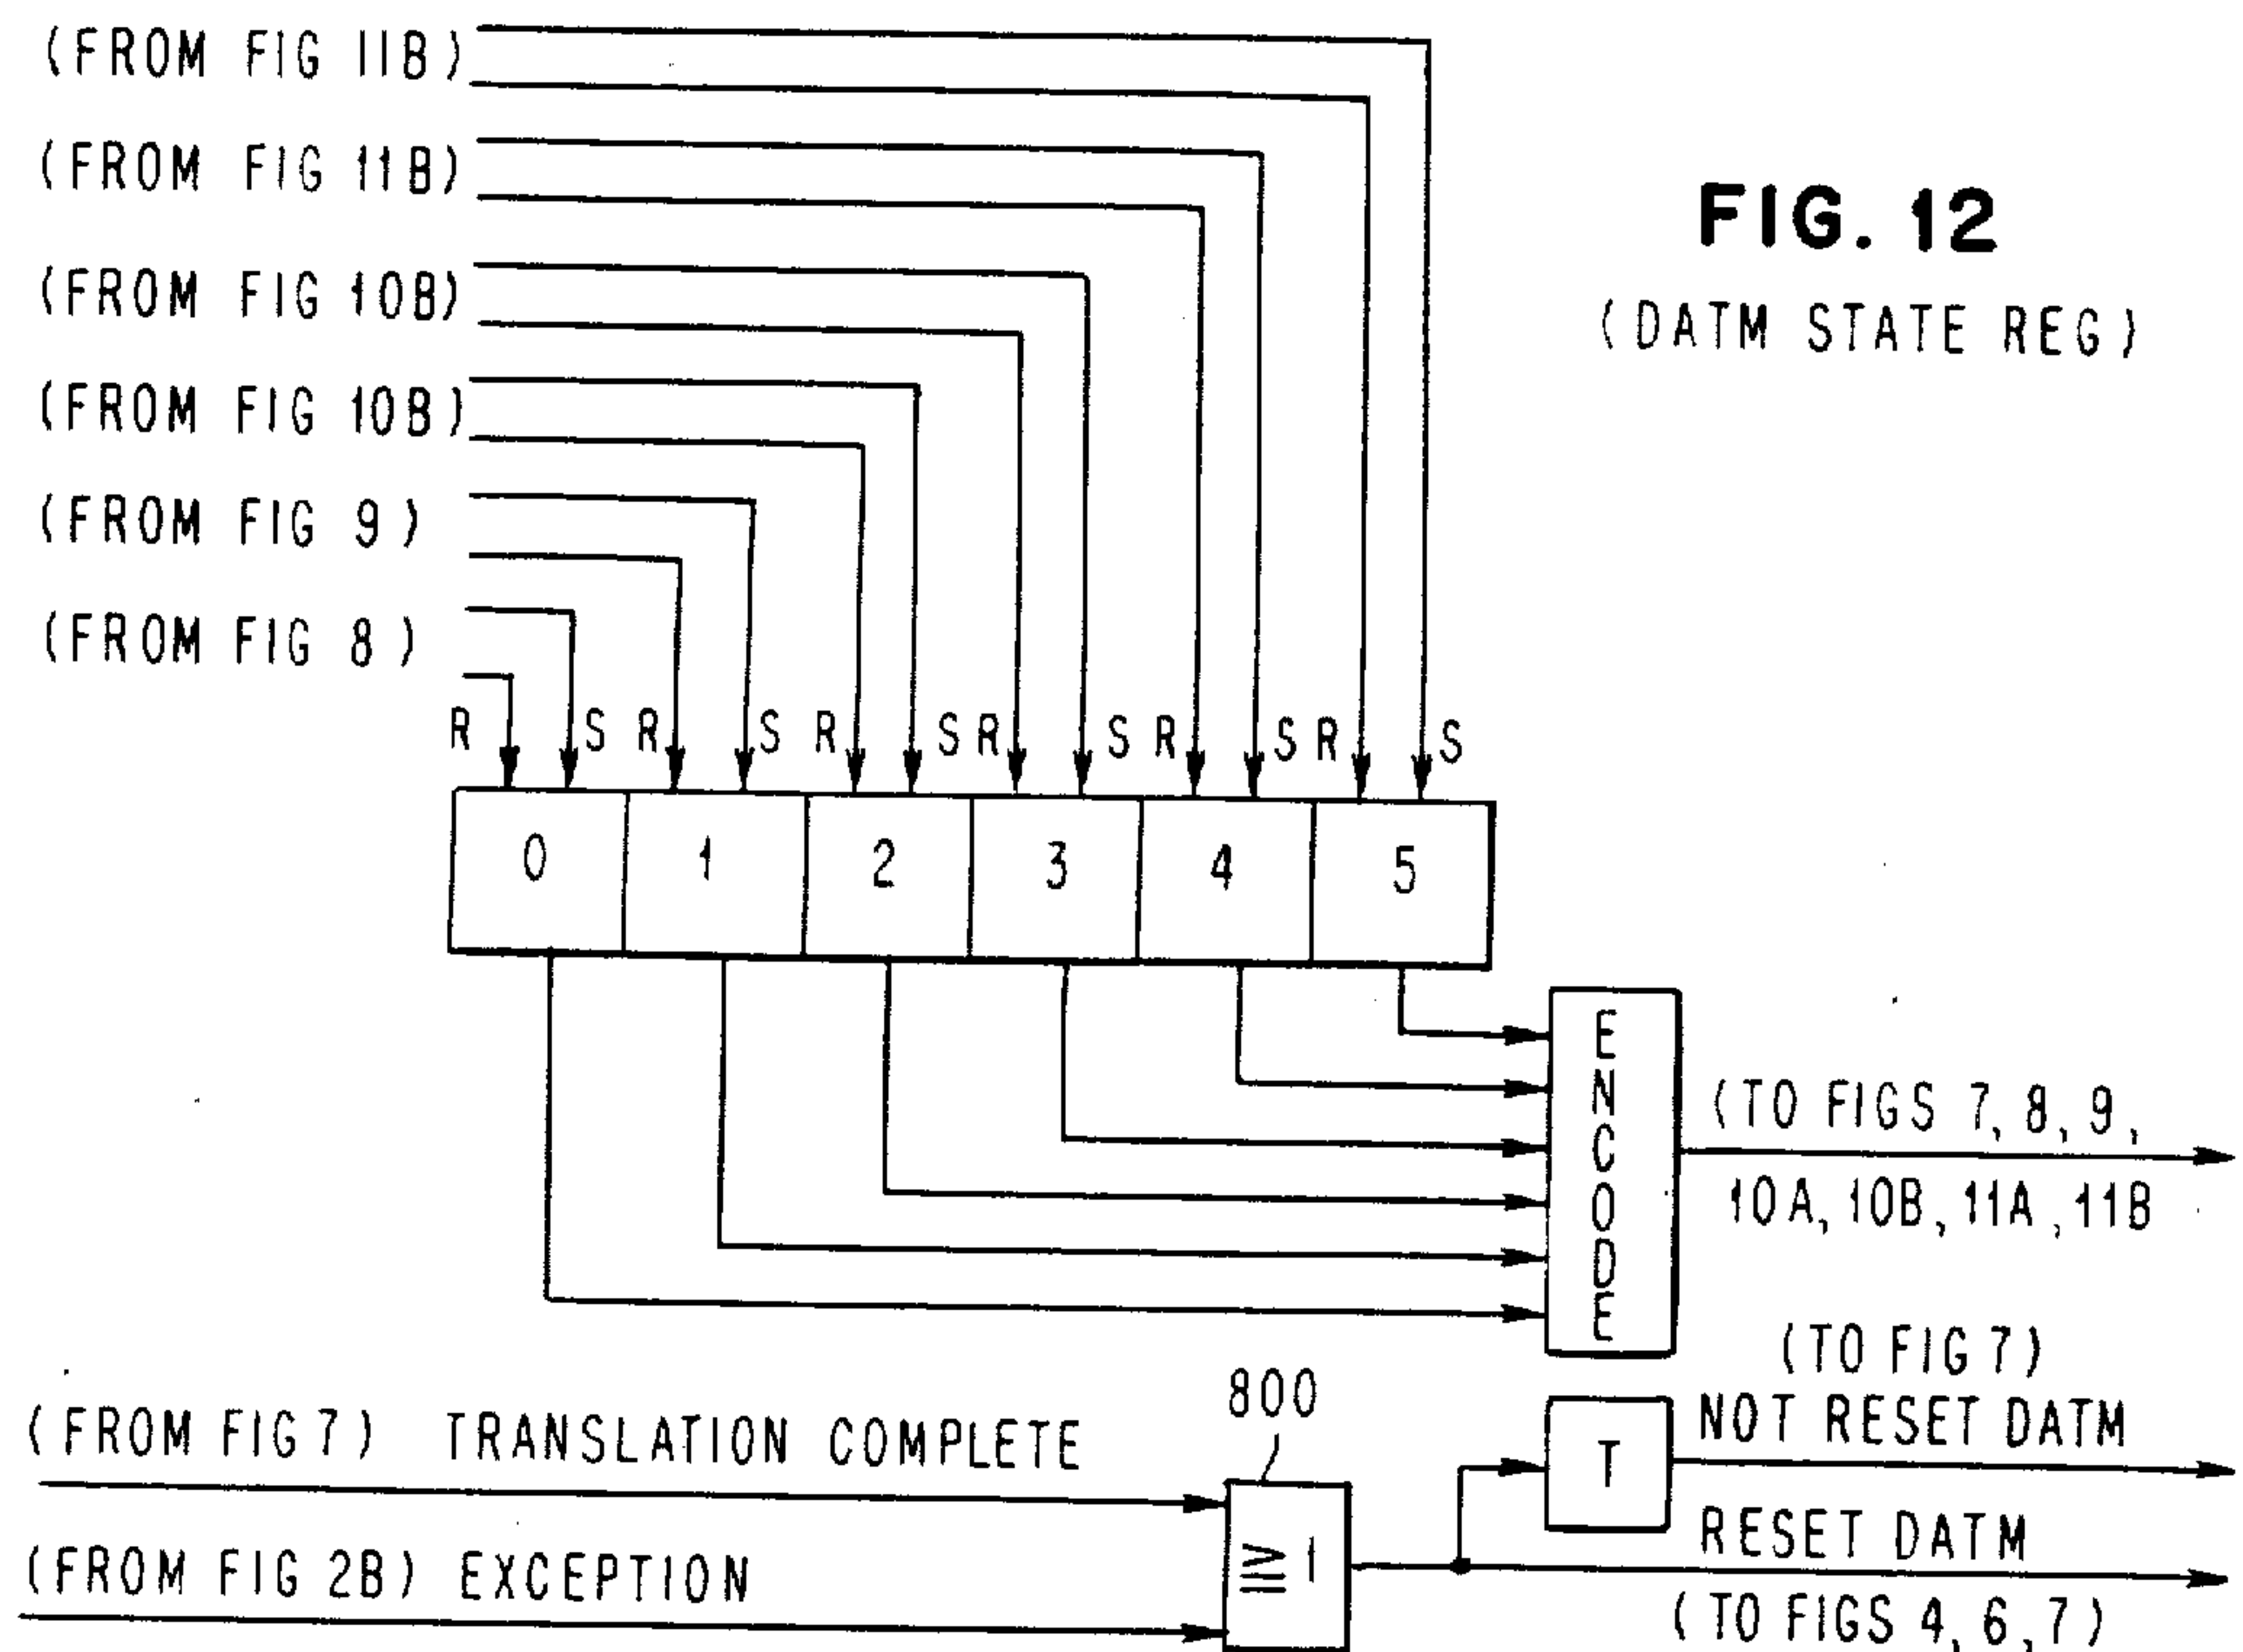 (FROM FIG 11B)
(FROM FIG 11B)
FIG. 12
(FROM FIG 10B)
(DATM STATE REG)
(FROM FIG 10B)
(FROM FIG 9)
(FROM FIG 8)
R S R S R S R S R S R S
0 1 2 3 4 5
ENCODE
(TO FIGS 7, 8, 9,
10A, 10B, 11A, 11B
(TO FIG 7)
800
(FROM FIG 7) TRANSLATION COMPLETE
T
NOT RESET DATM
RESET DATM
(FROM FIG 2B) EXCEPTION
≥ 1
(TO FIGS 4, 6, 7)